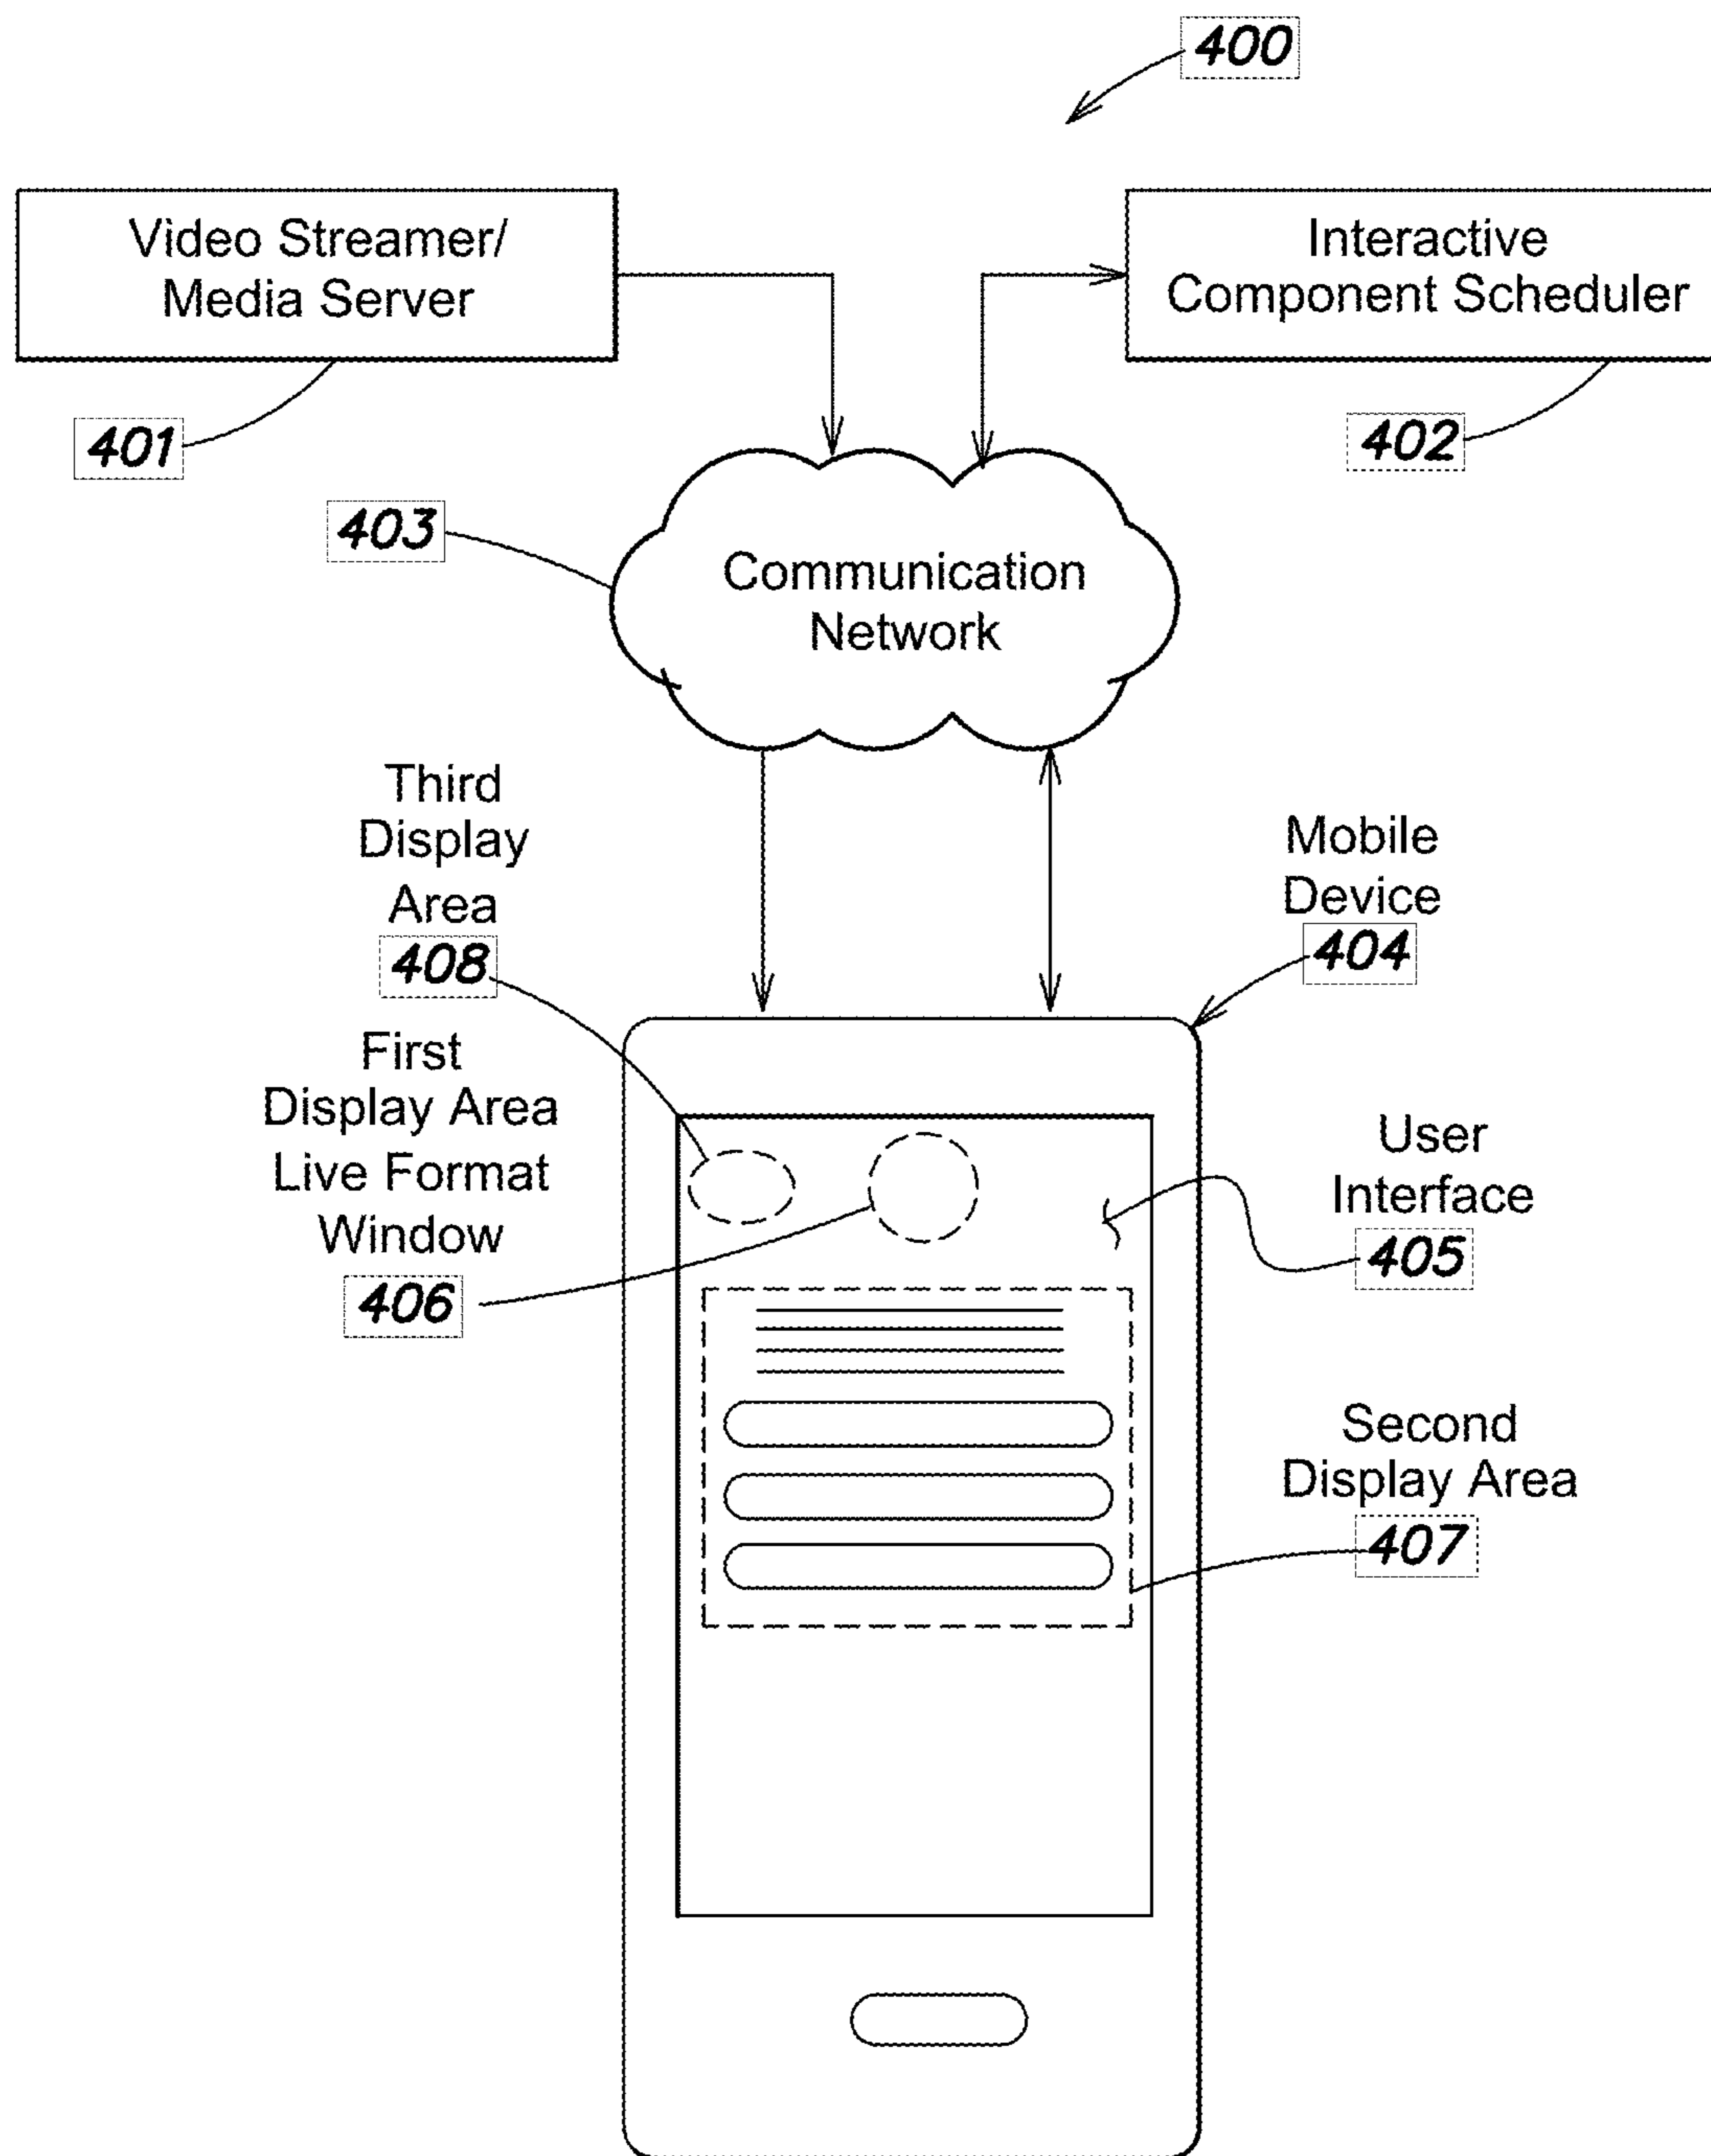 400
Video Streamer/
Media Server
Interactive
Component Scheduler
401
402
403
Communication
Network
Third
Display
Area
408
Mobile
Device
404
First
Display Area
Live Format
Window
406
User
Interface
405
Second
Display Area
407